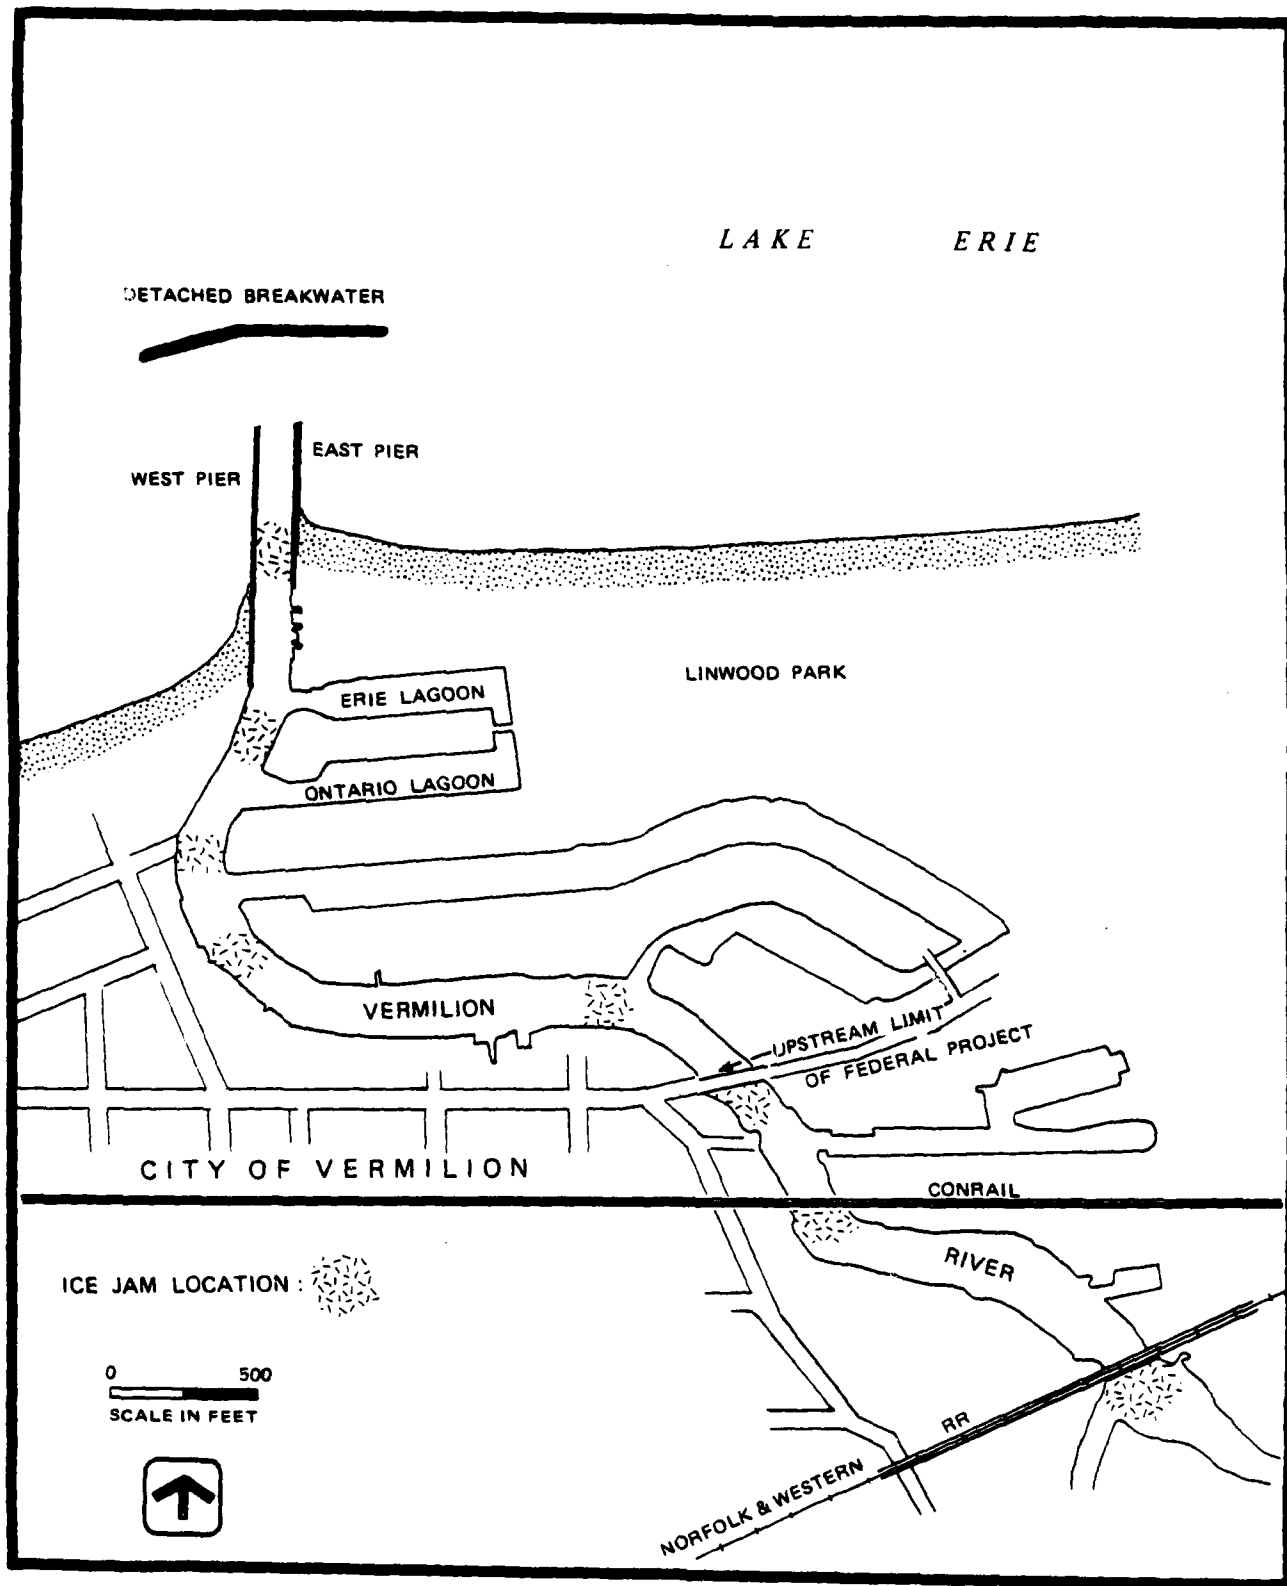 LAKE ERIE
DETACHED BREAKWATER
EAST PIER
WEST PIER
LINWOOD PARK
ERIE LAGOON
ONTARIO LAGOON
VERMILION
UPSTREAM LIMIT
OF FEDERAL PROJECT
CITY OF VERMILION
CONRAIL
RIVER
ICE JAM LOCATION :
0 500
SCALE IN FEET
RR
NORFOLK & WESTERN